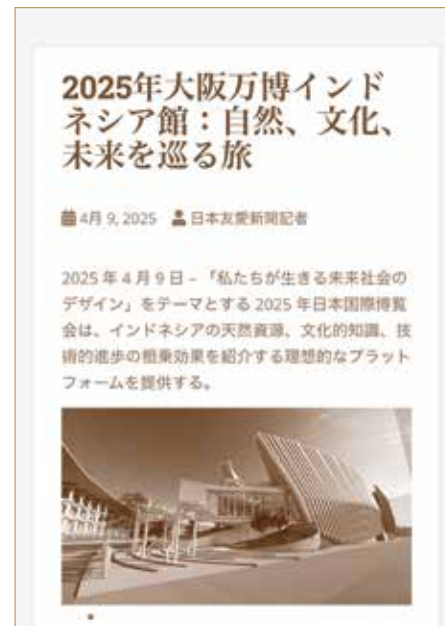 2025年大阪万博インド
ネシア館：自然、文化、
未来を巡る旅
4月 9, 2025 日本友愛新聞記者
2025 年 4 月 9 日 – 「私たちが生きる未来社会の
デザイン」をテーマとする 2025 年日本国際博覧
会は、インドネシアの天然資源、文化的知識、技
術的進歩の相乗効果を紹介する理想的なプラット
フォームを提供する。